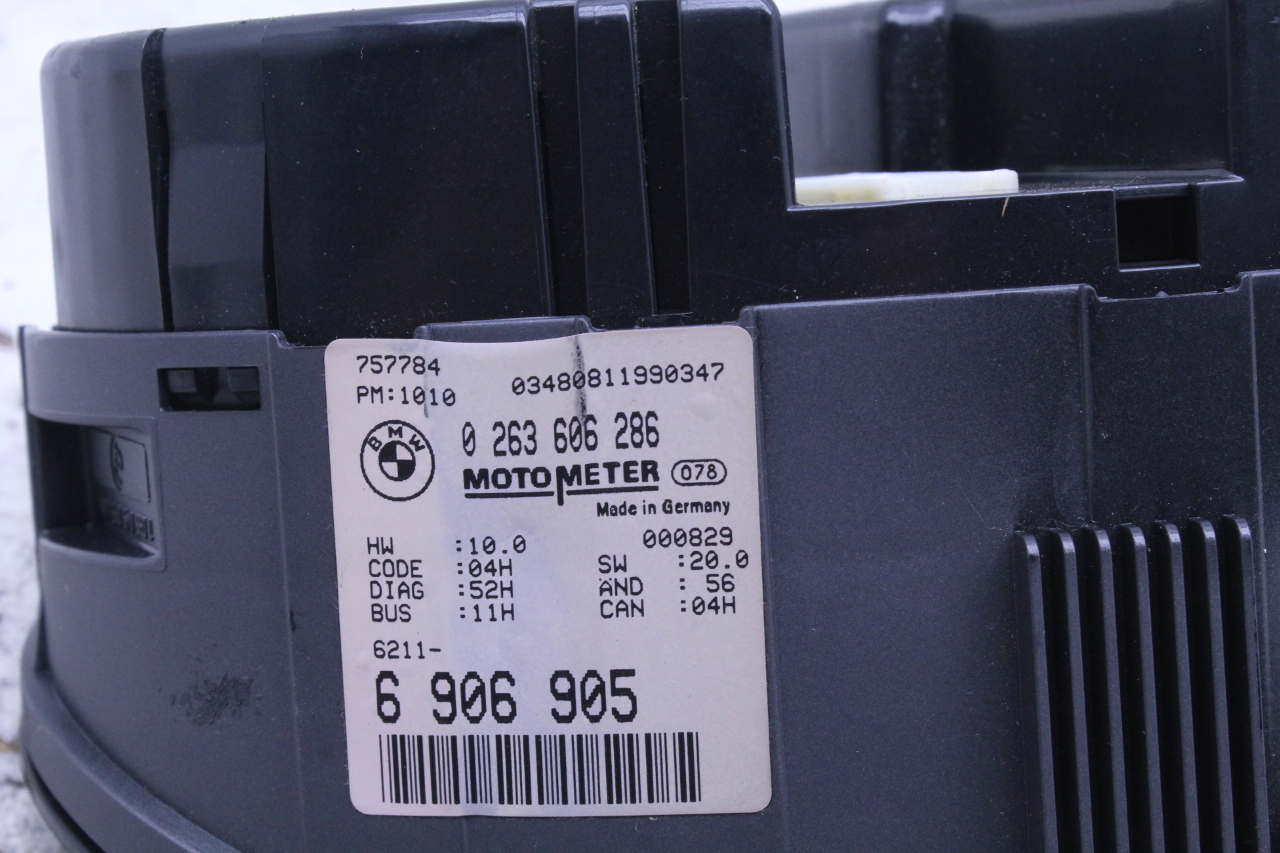 757784
PM:1010
03480811990347
BMW
0 263 606 286
MOTOMETER 078
Made in Germany
000829
HW :10.0 SW :20.0
CODE :04H ÄND : 56
DIAG :52H CAN :04H
BUS :11H
6211-
6 906 905